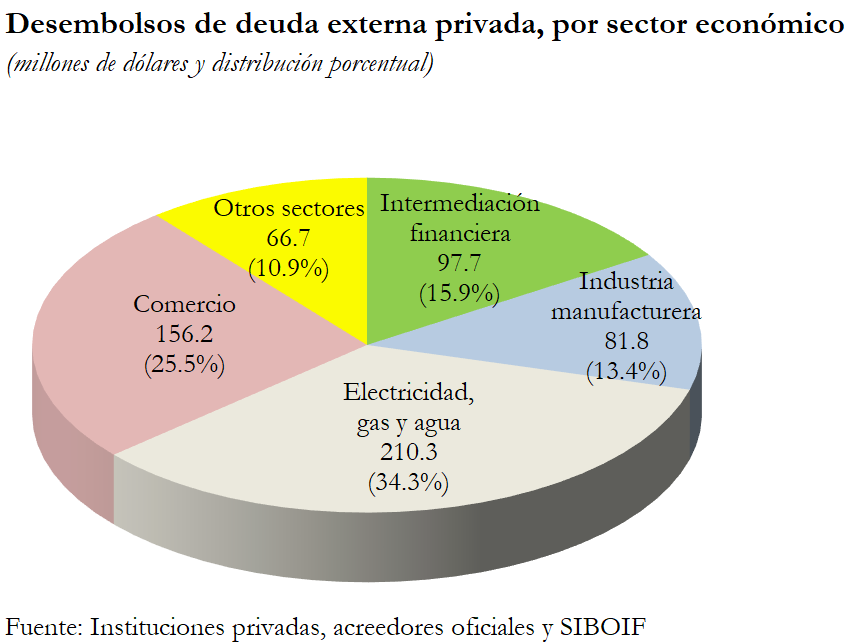 Desembolsos de deuda externa privada, por sector económico
(millones de dólares y distribución porcentual)
Otros sectores
66.7
(10.9%)
Intermediación
financiera
97.7
(15.9%)
Industria
manufacturera
81.8
(13.4%)
Comercio
156.2
(25.5%)
Electricidad,
gas y agua
210.3
(34.3%)
Fuente: Instituciones privadas, acreedores oficiales y SIBOIF